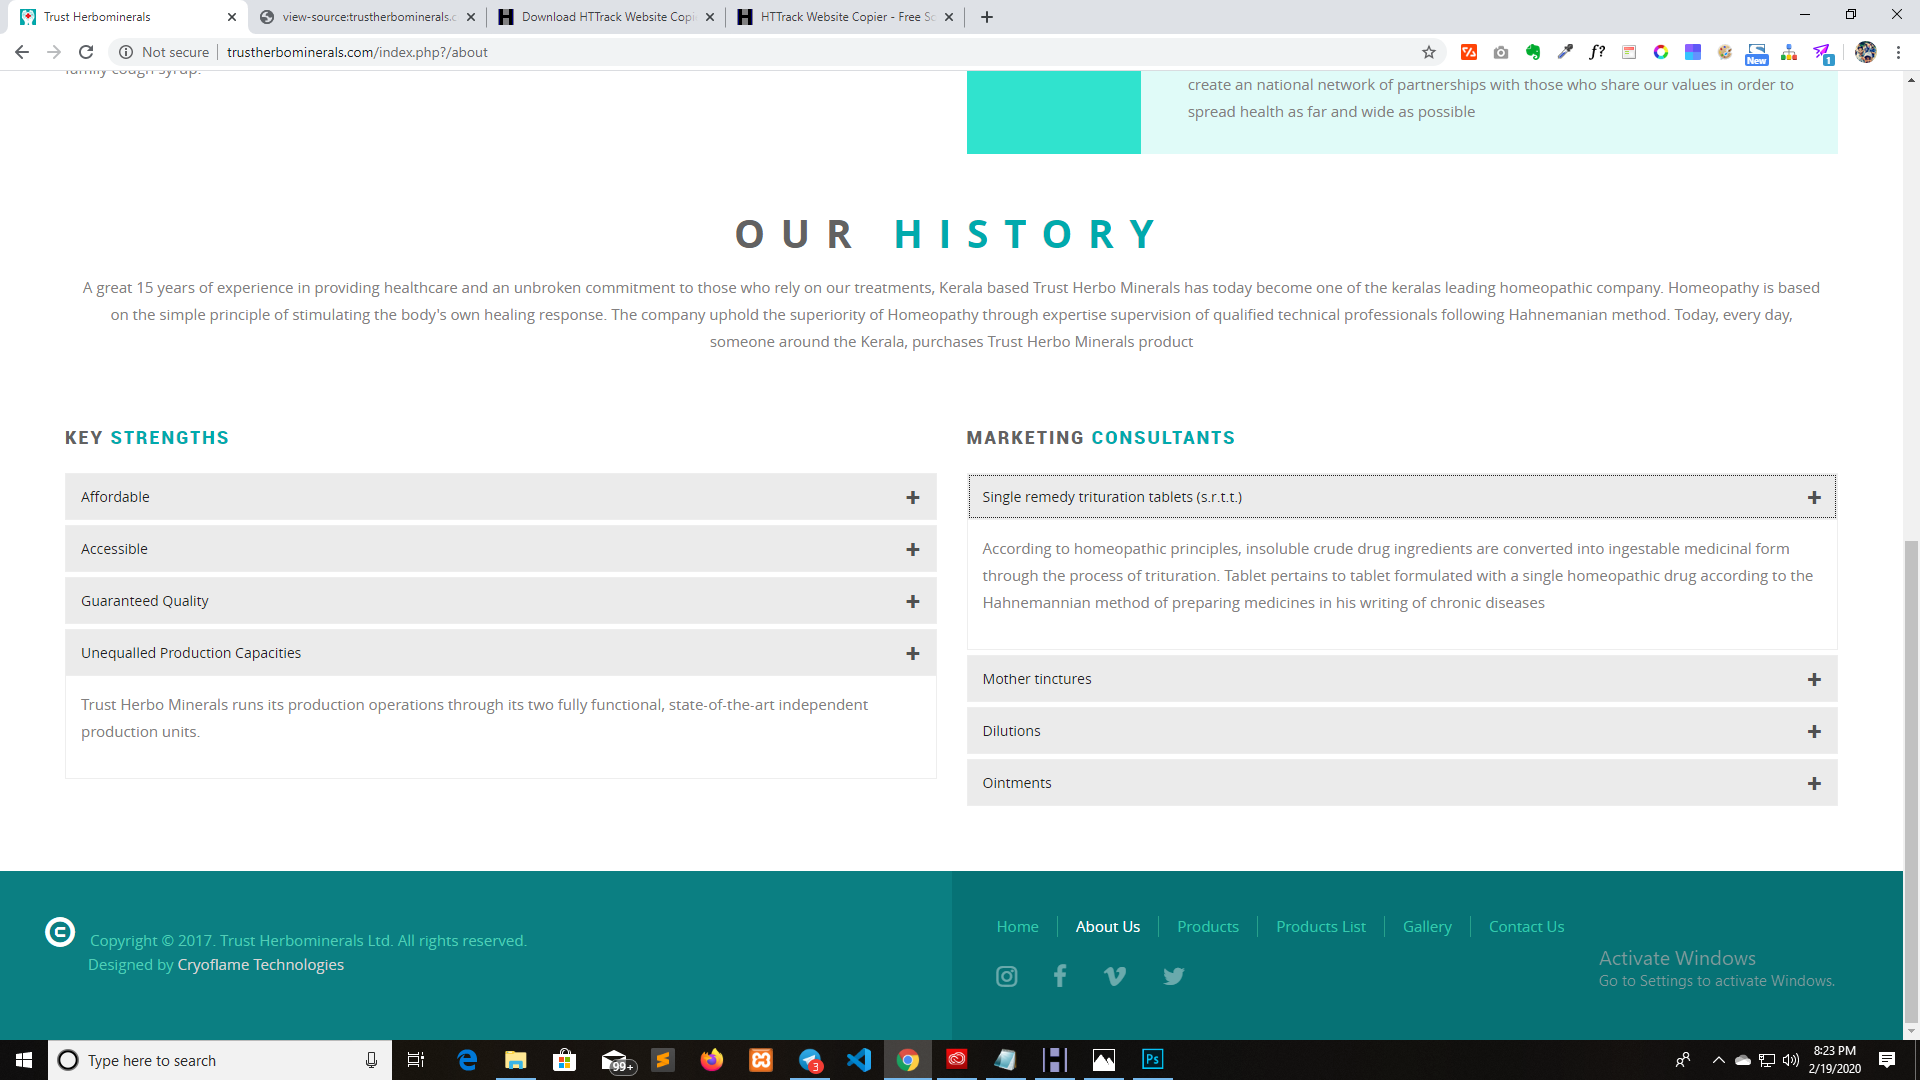 Trust Herbominerals
view-source:trustherbominerals.c
Download HTTrack Website Copi
HTTrack Website Copier - Free So
Not secure
trustherbominerals.com/index.php?/about
f?
New
1
family cough syrup.
create an national network of partnerships with those who share our values in order to
spread health as far and wide as possible
OUR HISTORY
A great 15 years of experience in providing healthcare and an unbroken commitment to those who rely on our treatments, Kerala based Trust Herbo Minerals has today become one of the keralas leading homeopathic company. Homeopathy is based
on the simple principle of stimulating the body's own healing response. The company uphold the superiority of Homeopathy through expertise supervision of qualified technical professionals following Hahnemanian method. Today, every day,
someone around the Kerala, purchases Trust Herbo Minerals product
KEY STRENGTHS
Affordable
Accessible
Guaranteed Quality
Unequalled Production Capacities
Trust Herbo Minerals runs its production operations through its two fully functional, state-of-the-art independent
production units.
MARKETING CONSULTANTS
Single remedy trituration tablets (s.r.t.t.)
According to homeopathic principles, insoluble crude drug ingredients are converted into ingestable medicinal form
through the process of trituration. Tablet pertains to tablet formulated with a single homeopathic drug according to the
Hahnemannian method of preparing medicines in his writing of chronic diseases
Mother tinctures
Dilutions
Ointments
Copyright © 2017. Trust Herbominerals Ltd. All rights reserved.
Designed by Cryoflame Technologies
Home
About Us
Products
Products List
Gallery
Contact Us
Activate Windows
Go to Settings to activate Windows.
Type here to search
99+
3
Ps
8:23 PM
2/19/2020